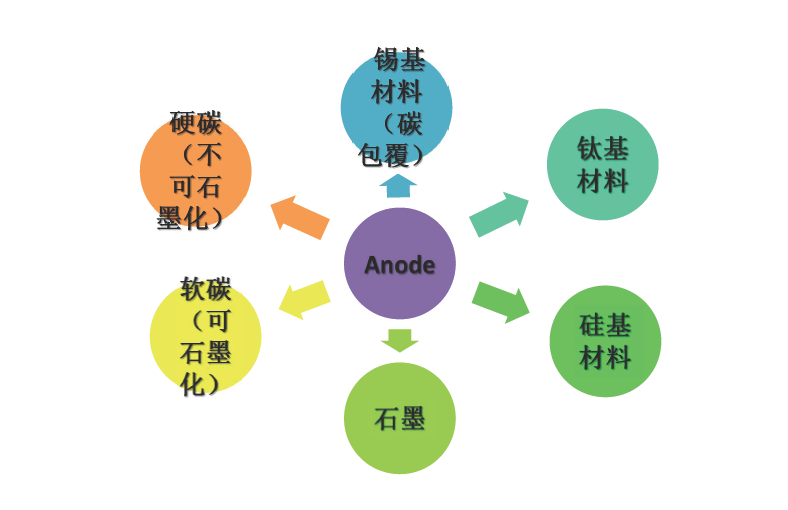 锡基
材料
（碳
包覆）
钛基
材料
硬碳
（不
可石
墨化）
Anode
软碳
（可
石墨
化）
硅基
材料
石墨